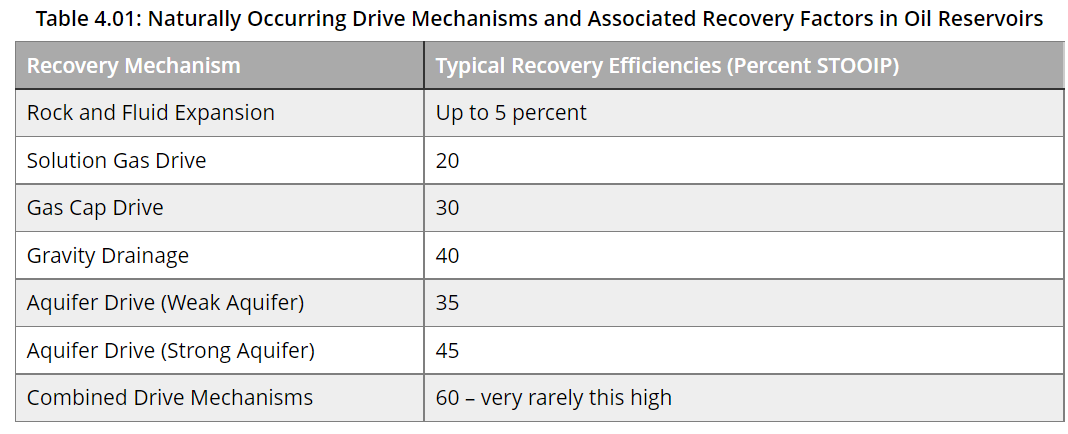 Table 4.01: Naturally Occurring Drive Mechanisms and Associated Recovery Factors in Oil Reservoirs
Recovery Mechanism Typical Recovery Efficiencies (Percent STOOIP)
Rock and Fluid Expansion Up to 5 percent
Solution Gas Drive 20
Gas Cap Drive 30
Gravity Drainage 40
Aquifer Drive (Weak Aquifer) 35
Aquifer Drive (Strong Aquifer) 45
Combined Drive Mechanisms 60 – very rarely this high